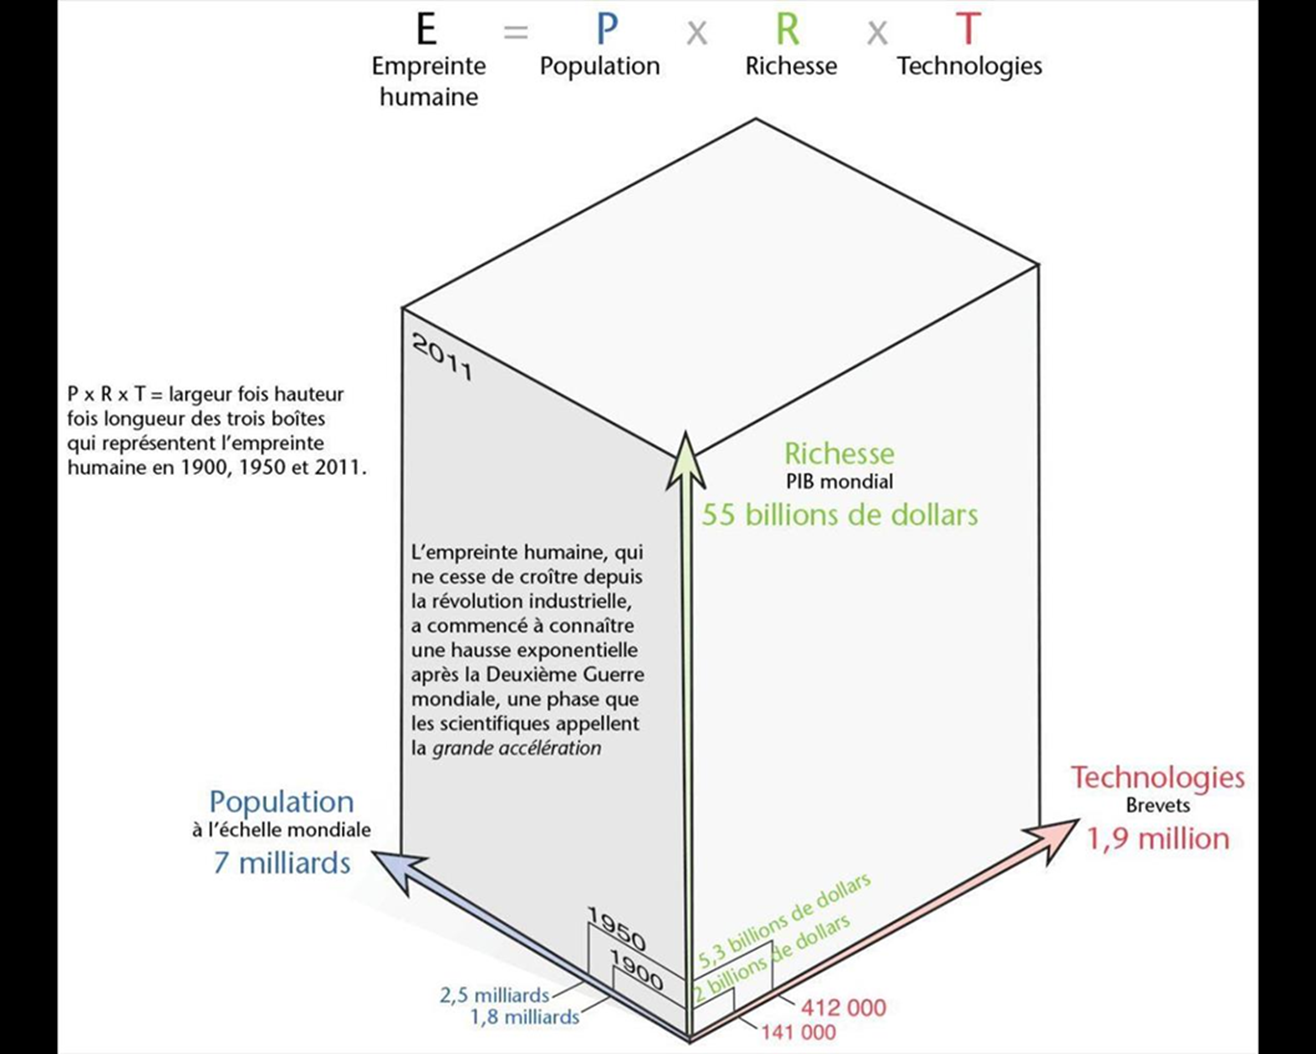 E = P x R x T
Empreinte humaine Population Richesse Technologies
2011
P x R x T = largeur fois hauteur
fois longueur des trois boîtes
qui représentent l'empreinte
humaine en 1900, 1950 et 2011.
Richesse
PIB mondial
55 billions de dollars
L'empreinte humaine, qui
ne cesse de croître depuis
la révolution industrielle,
a commencé à connaître
une hausse exponentielle
après la Deuxième Guerre
mondiale, une phase que
les scientifiques appellent
la grande accélération
Population
à l'échelle mondiale
7 milliards
Technologies
Brevets
1,9 million
1950
1900
5,3 billions de dollars
2 billions de dollars
2,5 milliards
1,8 milliards
412 000
141 000